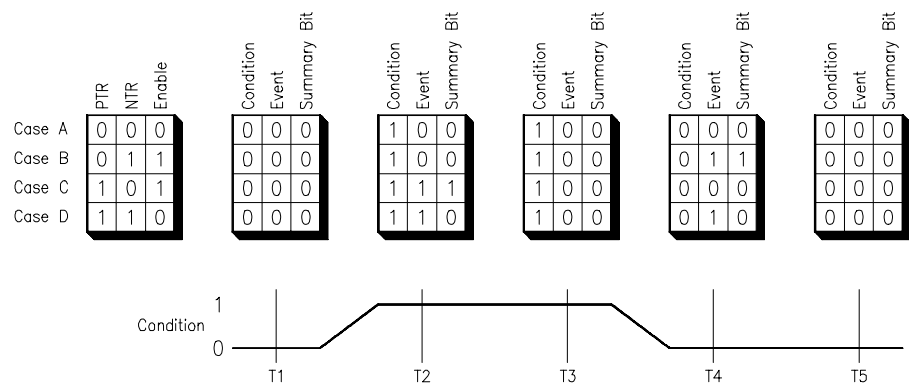 PTR NTR Enable Condition Event Summary Bit Condition Event Summary Bit Condition Event Summary Bit Condition Event Summary Bit Condition Event Summary Bit
Case A 0 0 0 0 0 0 1 0 0 1 0 0 0 0 0 0 0 0
Case B 0 1 1 0 0 0 1 0 0 1 0 0 0 1 1 0 0 0
Case C 1 0 1 0 0 0 1 1 1 1 0 0 0 0 0 0 0 0
Case D 1 1 0 0 0 0 1 1 0 1 0 0 0 1 0 0 0 0
1
Condition
0
T1 T2 T3 T4 T5